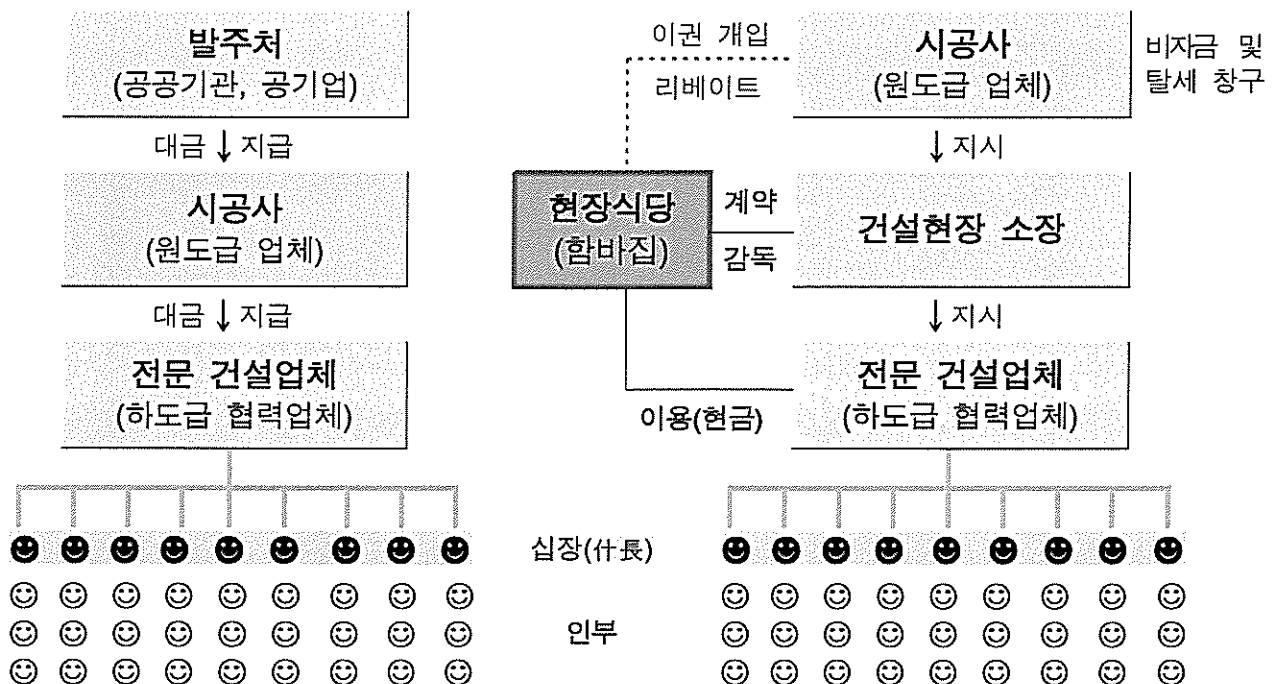 발주처
(공공기관, 공기업)
대금 ↓ 지급
시공사
(원도급 업체)
대금 ↓ 지급
전문 건설업체
(하도급 협력업체)
이권 개입
리베이트
시공사
(원도급 업체)
비자금 및
탈세 창구
↓ 지시
현장식당
(함바집)
계약
감독
건설현장 소장
↓ 지시
전문 건설업체
(하도급 협력업체)
이용(현금)
십장(什長)
인부